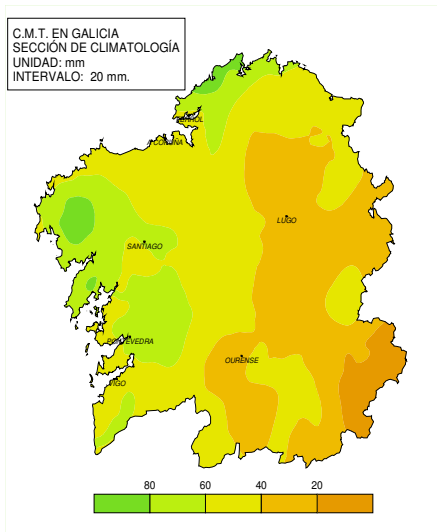 C.M.T. EN GALICIA
SECCIÓN DE CLIMATOLOGÍA
UNIDAD: mm
INTERVALO: 20 mm.
FERROL
A CORUÑA
LUGO
SANTIAGO
PONTEVEDRA
OURENSE
VIGO
80 60 40 20